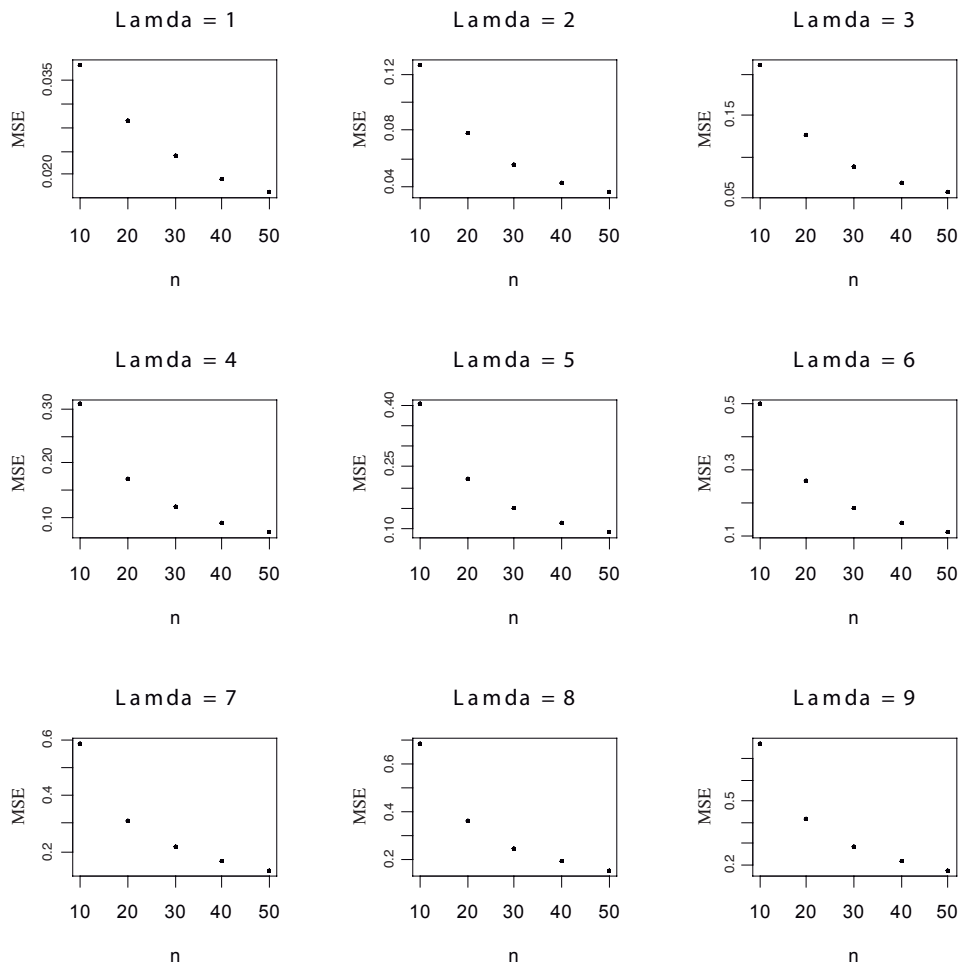 Lamda = 1
Lamda = 2
Lamda = 3
MSE
0.020 0.035
10 20 30 40 50
n
MSE
0.04 0.08 0.12
10 20 30 40 50
n
MSE
0.05 0.15
10 20 30 40 50
n
Lamda = 4
Lamda = 5
Lamda = 6
MSE
0.10 0.20 0.30
10 20 30 40 50
n
MSE
0.10 0.25 0.40
10 20 30 40 50
n
MSE
0.1 0.3 0.5
10 20 30 40 50
n
Lamda = 7
Lamda = 8
Lamda = 9
MSE
0.2 0.4 0.6
10 20 30 40 50
n
MSE
0.2 0.4 0.6
10 20 30 40 50
n
MSE
0.2 0.5
10 20 30 40 50
n